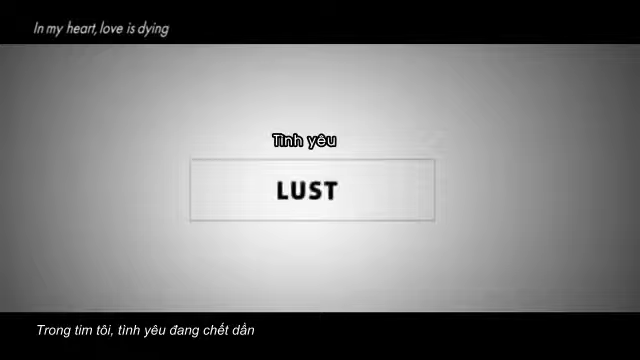 In my heart, love is dying
Tình yêu
LUST
Trong tim tôi, tình yêu đang chết dần